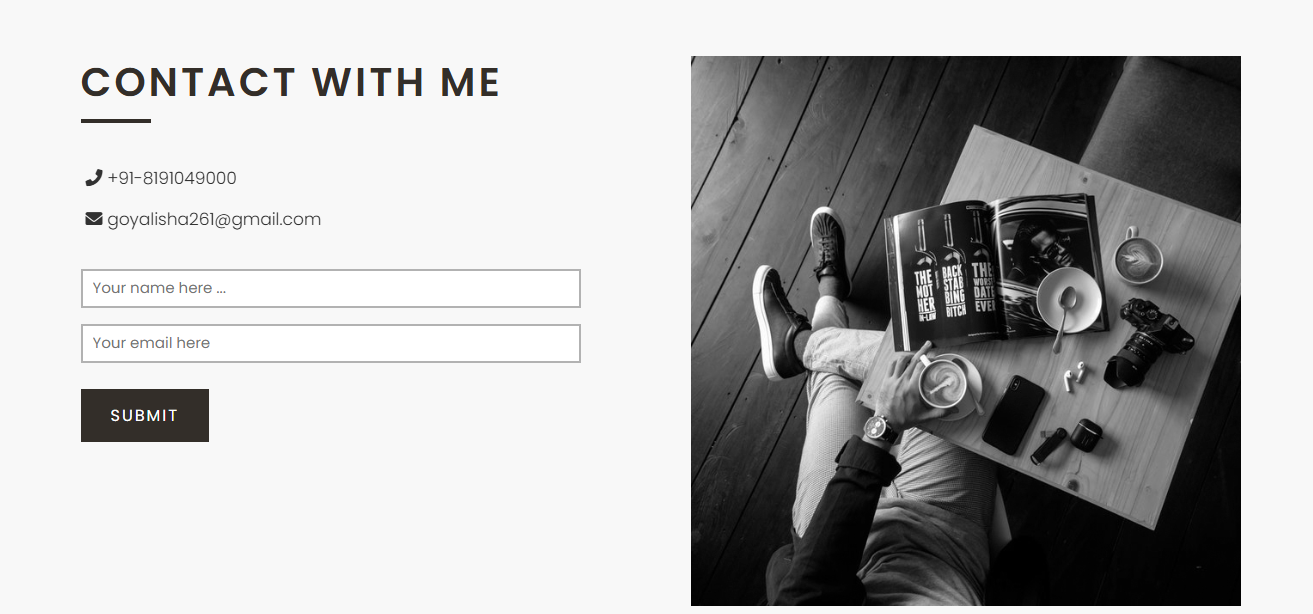 CONTACT WITH ME
+91-8191049000
goyalisha261@gmail.com
Your name here ...
Your email here
SUBMIT
THE
MOT
HER
IN-LAW
BACK
STAB
BING
BITCH
THE
WORST
DATE
EVER